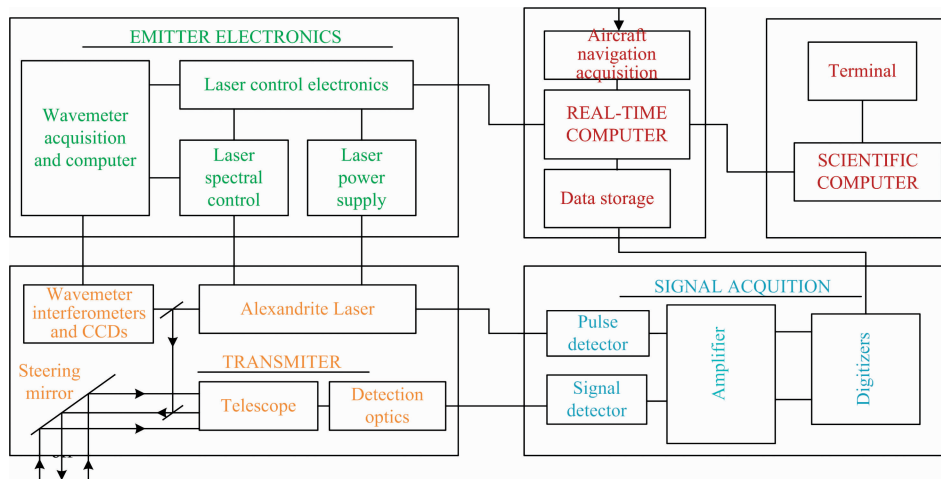 EMITTER ELECTRONICS
Wavemeter
acquisition
and computer
Laser control electronics
Laser
spectral
control
Laser
power
supply
Aircraft
navigation
acquisition
REAL-TIME
COMPUTER
Data storage
Terminal
SCIENTIFIC
COMPUTER
Wavemeter
interferometers
and CCDs
Alexandrite Laser
TRANSMITER
Steering
mirror
Telescope
Detection
optics
SIGNAL ACQUITION
Pulse
detector
Signal
detector
Amplifier
Digitizers